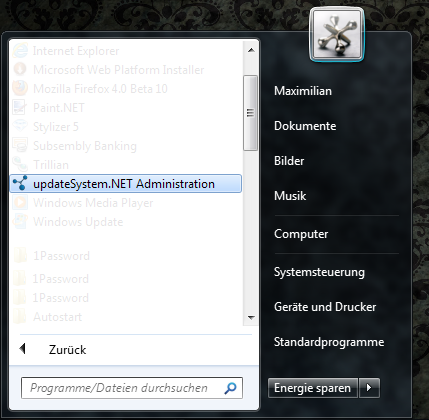 Internet Explorer
Microsoft Web Platform Installer
Mozilla Firefox 4.0 Beta 10
Paint.NET
Stylizer 5
Subsembly Banking
Trillian
updateSystem.NET Administration
Windows Media Player
Windows Update
1Password
1Password
1Password
Autostart
Zurück
Programme/Dateien durchsuchen
Maximilian
Dokumente
Bilder
Musik
Computer
Systemsteuerung
Geräte und Drucker
Standardprogramme
Energie sparen